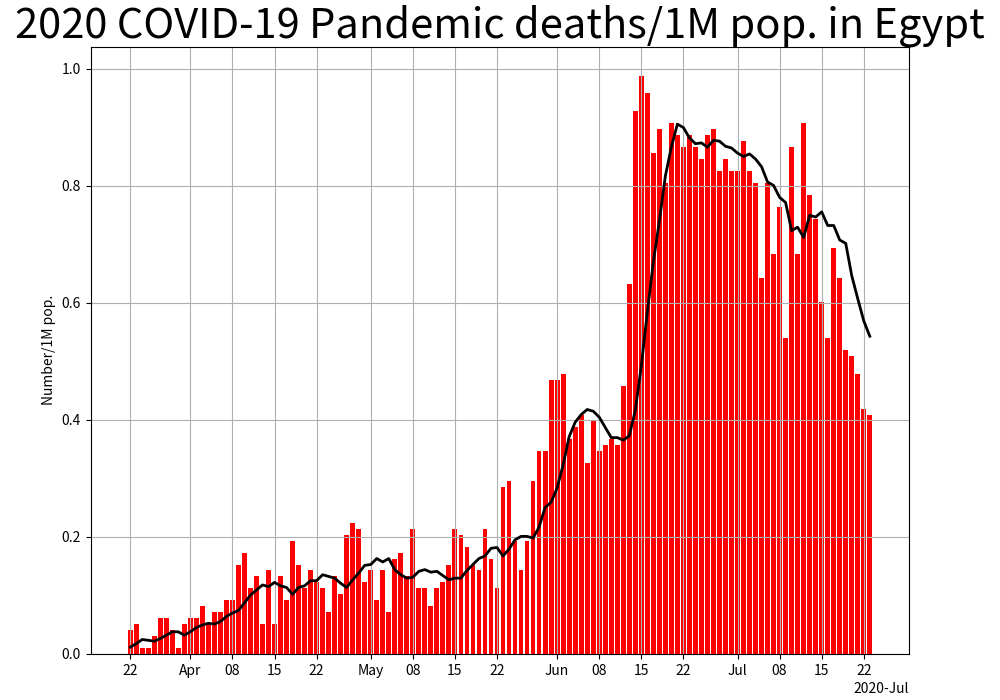 2020 COVID-19 Pandemic deaths/1M pop. in Egypt
Number/1M pop.
1.0
0.8
0.6
0.4
0.2
0.0
22 Apr 08 15 22 May 08 15 22 Jun 08 15 22 Jul 08 15 22
2020-Jul